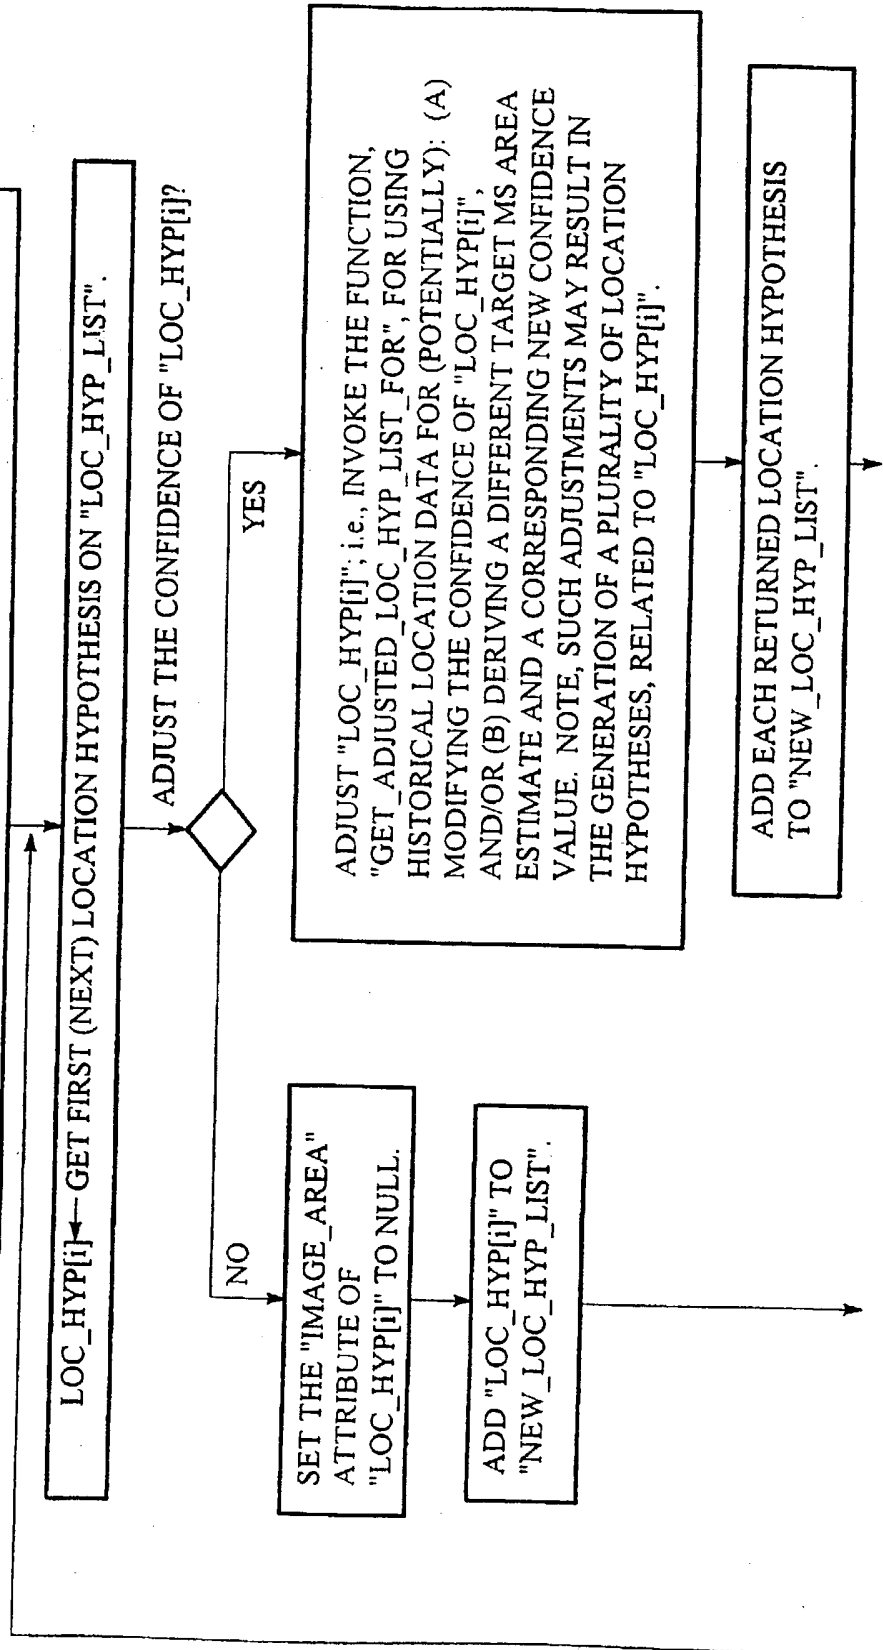 LOC_HYP[i] ← GET FIRST (NEXT) LOCATION HYPOTHESIS ON "LOC_HYP_LIST".
ADJUST THE CONFIDENCE OF "LOC_HYP[i]?
NO
YES
SET THE "IMAGE_AREA"
ATTRIBUTE OF
"LOC_HYP[i]" TO NULL.
ADD "LOC_HYP[i]" TO
"NEW_LOC_HYP_LIST".
ADJUST "LOC_HYP[i]"; i.e., INVOKE THE FUNCTION,
"GET_ADJUSTED_LOC_HYP_LIST_FOR", FOR USING
HISTORICAL LOCATION DATA FOR (POTENTIALLY): (A)
MODIFYING THE CONFIDENCE OF "LOC_HYP[i]",
AND/OR (B) DERIVING A DIFFERENT TARGET MS AREA
ESTIMATE AND A CORRESPONDING NEW CONFIDENCE
VALUE. NOTE, SUCH ADJUSTMENTS MAY RESULT IN
THE GENERATION OF A PLURALITY OF LOCATION
HYPOTHESES, RELATED TO "LOC_HYP[i]".
ADD EACH RETURNED LOCATION HYPOTHESIS
TO "NEW_LOC_HYP_LIST".